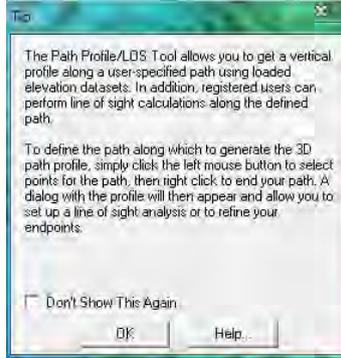 Tip
The Path Profile/LOS Tool allows you to get a vertical
profile along a user-specified path using loaded
elevation datasets. In addition, registered users can
perform line of sight calculations along the defined
path.
To define the path along which to generate the 3D
path profile, simply click the left mouse button to select
points for the path, then right click to end your path. A
dialog with the profile will then appear and allow you to
set up a line of sight analysis or to refine your
endpoints.
Don't Show This Again
OK Help...